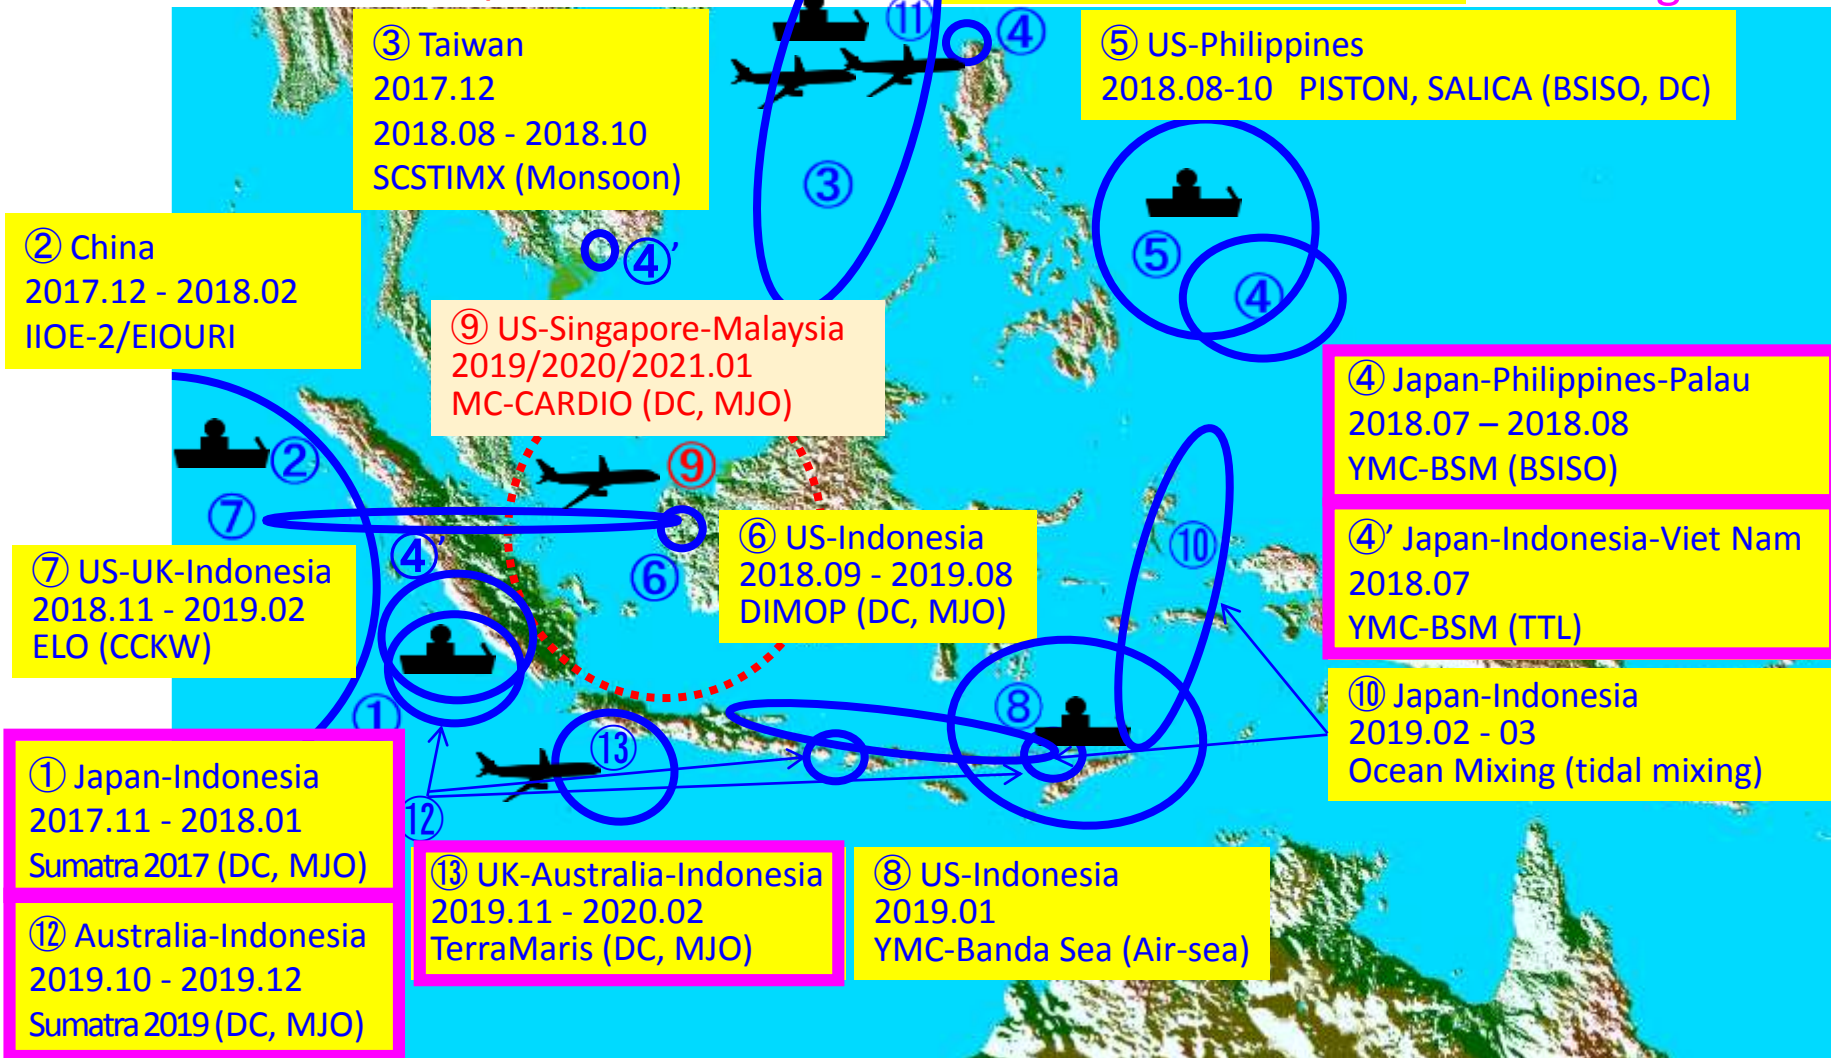 ⑪
④
③ Taiwan
2017.12
2018.08 - 2018.10
SCSTIMX (Monsoon)
⑤ US-Philippines
2018.08-10 PISTON, SALICA (BSISO, DC)
③
② China
2017.12 - 2018.02
IIOE-2/EIOURI
④’
⑤
④
⑨ US-Singapore-Malaysia
2019/2020/2021.01
MC-CARDIO (DC, MJO)
④ Japan-Philippines-Palau
2018.07 – 2018.08
YMC-BSM (BSISO)
②
⑨
⑦
④’
⑥
⑩
⑥ US-Indonesia
2018.09 - 2019.08
DIMOP (DC, MJO)
④’ Japan-Indonesia-Viet Nam
2018.07
YMC-BSM (TTL)
⑦ US-UK-Indonesia
2018.11 - 2019.02
ELO (CCKW)
①
⑧
⑬
⑩ Japan-Indonesia
2019.02 - 03
Ocean Mixing (tidal mixing)
① Japan-Indonesia
2017.11 - 2018.01
Sumatra 2017 (DC, MJO)
⑫
⑫ Australia-Indonesia
2019.10 - 2019.12
Sumatra 2019 (DC, MJO)
⑬ UK-Australia-Indonesia
2019.11 - 2020.02
TerraMaris (DC, MJO)
⑧ US-Indonesia
2019.01
YMC-Banda Sea (Air-sea)